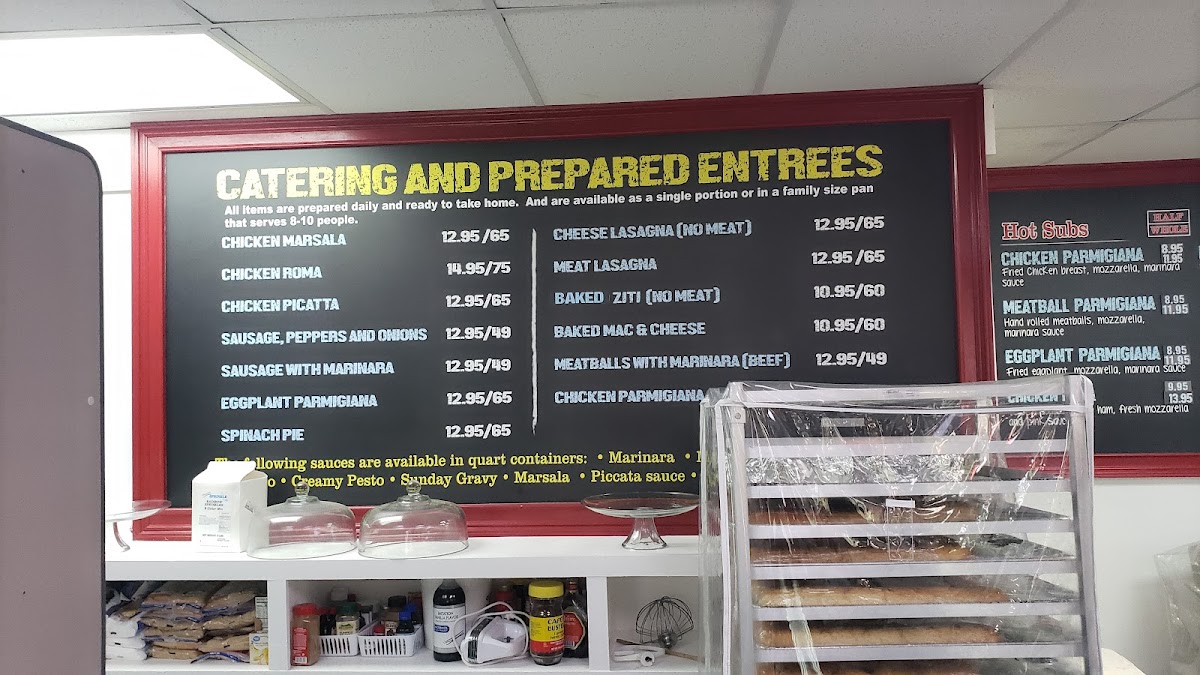 CATERING AND PREPARED ENTREES
All items are prepared daily and ready to take home. And are available as a single portion or in a family size pan
that serves 8-10 people.
CHICKEN MARSALA 12.95/65
CHICKEN ROMA 14.95/75
CHICKEN PICATTA 12.95/65
SAUSAGE, PEPPERS AND ONIONS 12.95/49
SAUSAGE WITH MARINARA 12.95/49
EGGPLANT PARMIGIANA 12.95/65
SPINACH PIE 12.95/65
CHEESE LASAGNA (NO MEAT) 12.95/65
MEAT LASAGNA 12.95/65
BAKED ZITI (NO MEAT) 10.95/60
BAKED MAC & CHEESE 10.95/60
MEATBALLS WITH MARINARA (BEEF) 12.95/49
CHICKEN PARMIGIANA
The following sauces are available in quart containers: • Marinara •
• Creamy Pesto • Sunday Gravy • Marsala • Piccata sauce •
Hot Subs HALF WHOLE
CHICKEN PARMIGIANA 8.95 11.95
Fried Chicken breast, mozzarella, marinara
sauce
MEATBALL PARMIGIANA 8.95 11.95
Hand rolled meatballs, mozzarella,
marinara sauce
EGGPLANT PARMIGIANA 8.95 11.95
Fried eggplant, mozzarella, marinara sauce
CHICKEN 9.95 13.95
ham, fresh mozzarella
and